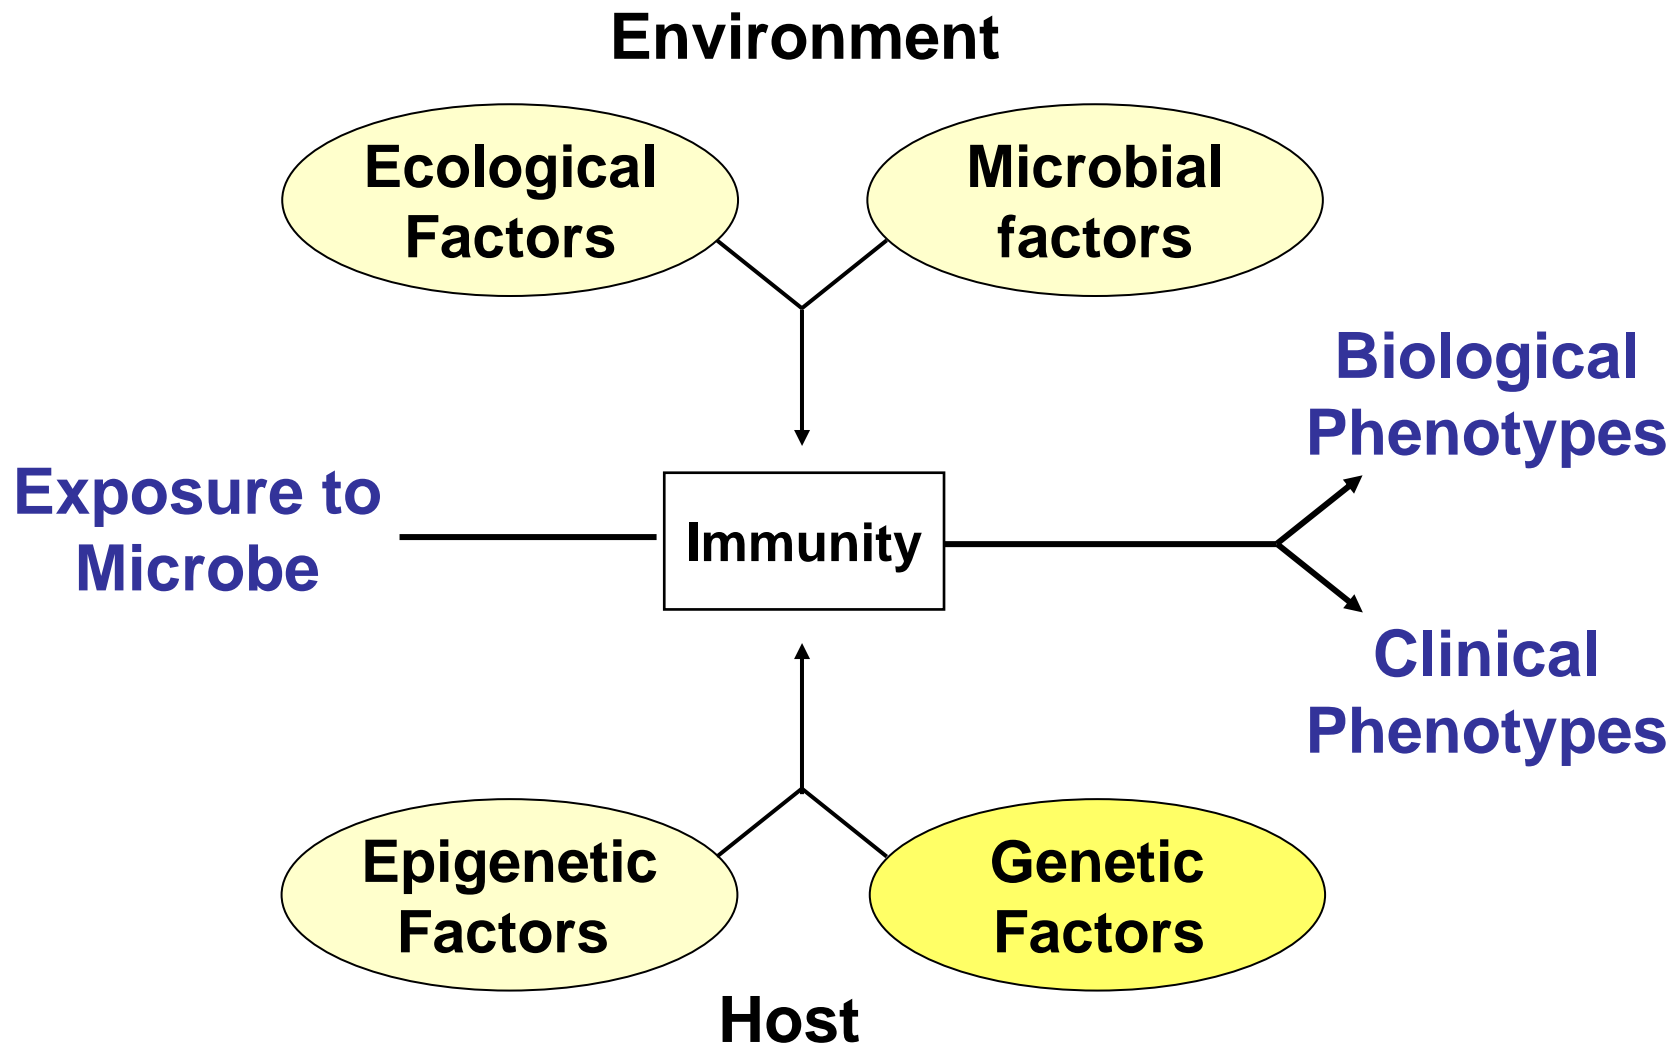 Environment
Ecological
Factors
Microbial
factors
Biological
Phenotypes
Exposure to
Microbe
Immunity
Clinical
Phenotypes
Epigenetic
Factors
Genetic
Factors
Host